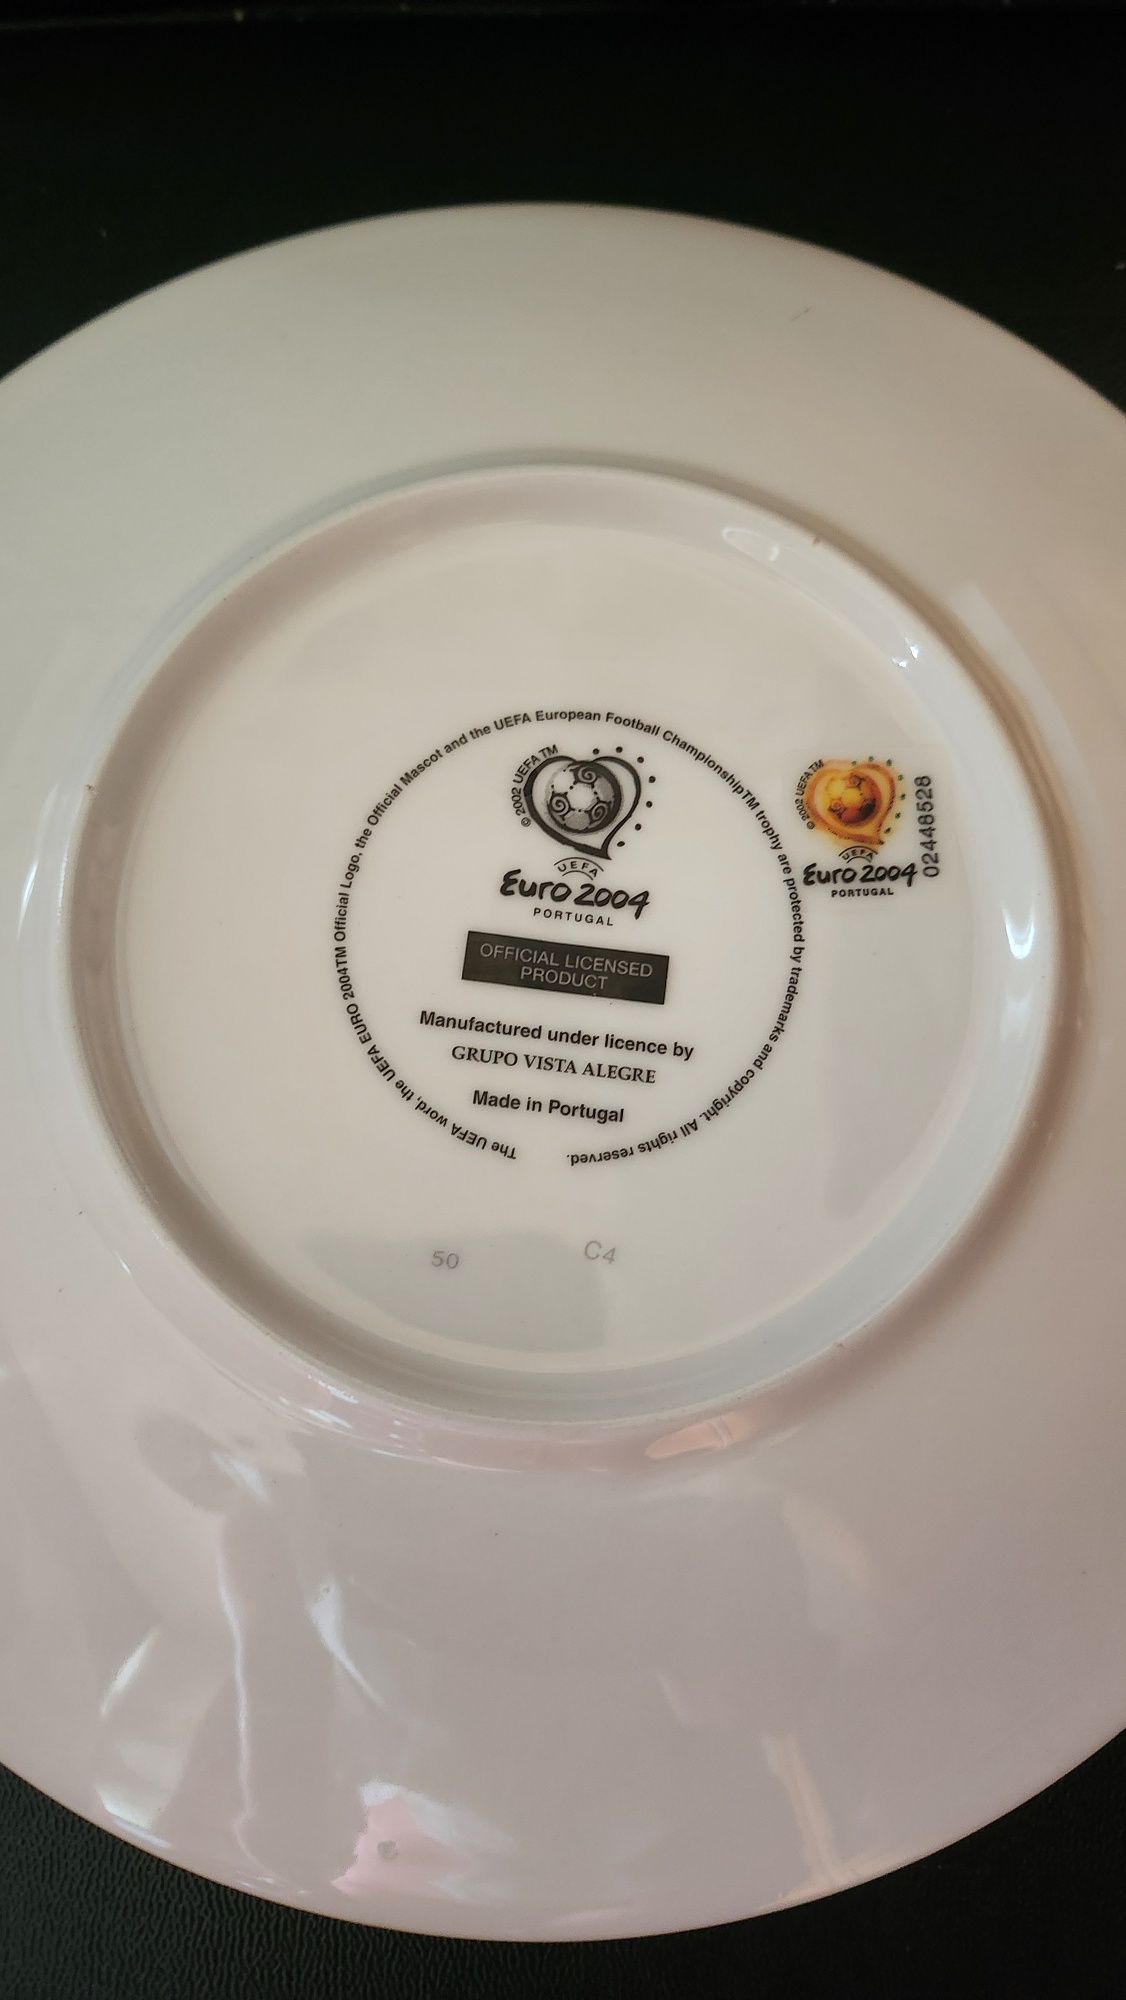 The UEFA word, the UEFA EURO 2004TM Official Logo, the Official Mascot and the UEFA European Football ChampionshipTM trophy are protected by trademarks and copyright. All rights reserved.
© 2002 UEFA TM
UEFA
Euro 2004
PORTUGAL
OFFICIAL LICENSED
PRODUCT
Manufactured under licence by
GRUPO VISTA ALEGRE
Made in Portugal
© 2002 UEFA TM
UEFA
Euro 2004
PORTUGAL
02448528
50 C4